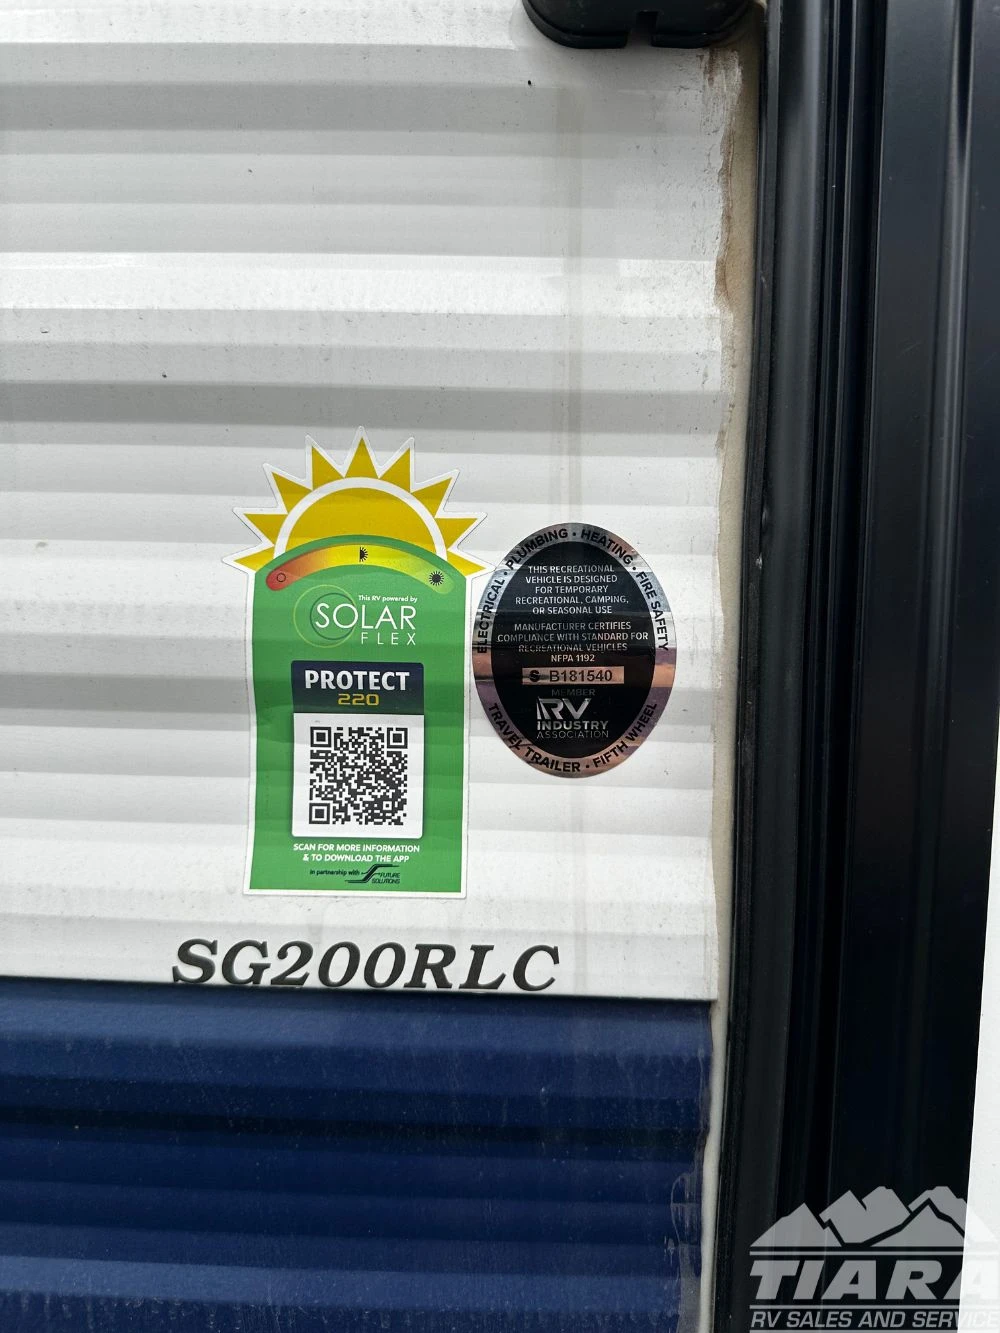 This RV powered by
SOLAR
FLEX
PROTECT
220
SCAN FOR MORE INFORMATION
& TO DOWNLOAD THE APP
in partnership with FUTURE
SOLUTIONS
ELECTRICAL • PLUMBING • HEATING • FIRE SAFETY
THIS RECREATIONAL
VEHICLE IS DESIGNED
FOR TEMPORARY
RECREATIONAL, CAMPING,
OR SEASONAL USE
MANUFACTURER CERTIFIES
COMPLIANCE WITH STANDARD FOR
RECREATIONAL VEHICLES
NFPA 1192
S B181540
MEMBER
RV
INDUSTRY
ASSOCIATION
TRAVEL TRAILER • FIFTH WHEEL
SG200RLC
TIARA
RV SALES AND SERVICE